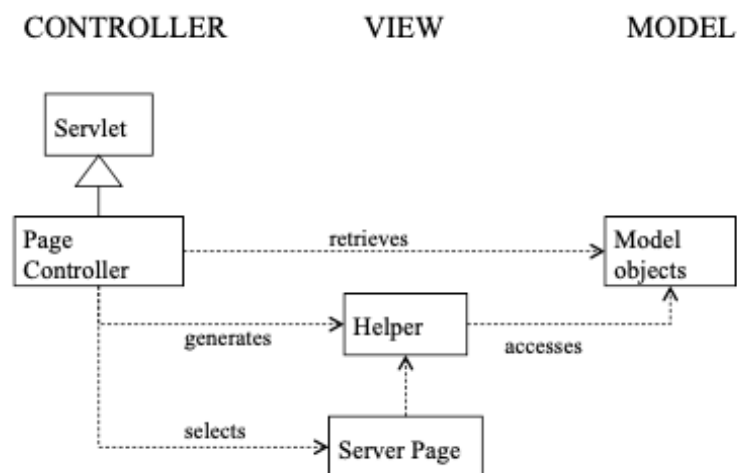 CONTROLLER VIEW MODEL
Servlet
Page
Controller
retrieves
Model
objects
generates
Helper
accesses
selects
Server Page